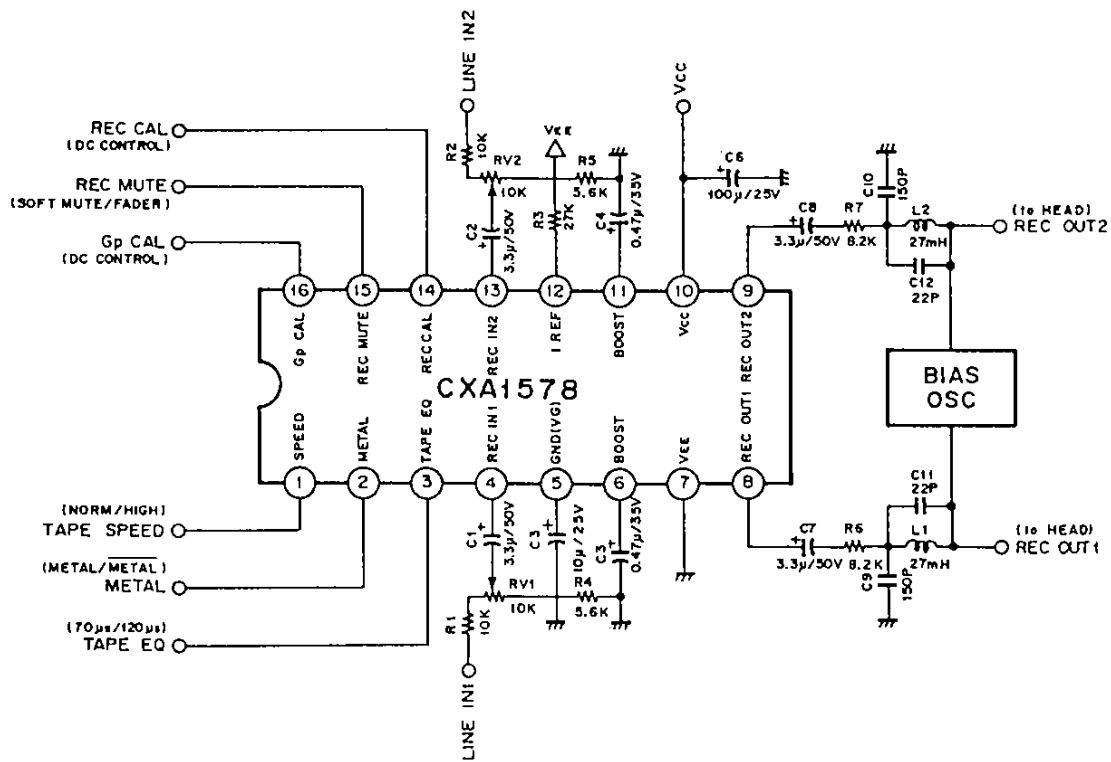 LINE IN2
VCC
REC CAL
(DC CONTROL)
REC MUTE
(SOFT MUTE/FADER)
Gp CAL
(DC CONTROL)
R2
10K
RV2
10K
C2
+
3.3μ/50V
VEE
R3
27K
R5
5.6K
C4
+
0.47μ/35V
+
C6
100μ/25V
C10
150P
+
C8
3.3μ/50V
R7
8.2K
L2
27mH
C12
22P
(to HEAD)
REC OUT2
16
15
14
13
12
11
10
9
Gp CAL
REC MUTE
REC CAL
REC IN2
I REF
BOOST
Vcc
REC OUT2
CXA1578
BIAS
OSC
SPEED
METAL
TAPE EQ
REC IN1
GND(VG)
BOOST
VEE
REC OUT1
1
2
3
4
5
6
7
8
(NORM/HIGH)
TAPE SPEED
(METAL/M̅E̅T̅A̅L̅)
METAL
(70μs/120μs)
TAPE EQ
C1
+
3.3μ/50V
C3
+
10μ/25V
C3
+
0.47μ/35V
RV1
10K
R4
5.6K
R1
10K
LINE IN1
+
C7
3.3μ/50V
R6
8.2K
C9
150P
C11
22P
L1
27mH
(to HEAD)
REC OUT1